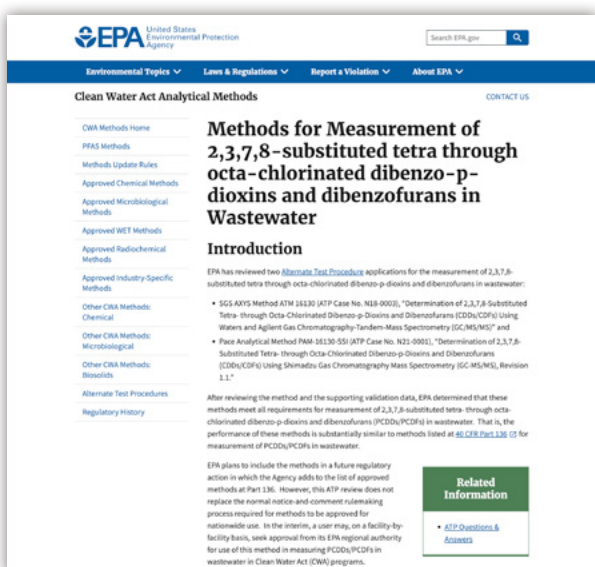 EPA United States
Environmental Protection
Agency
Search EPA.gov
Environmental Topics
Laws & Regulations
Report a Violation
About EPA
Clean Water Act Analytical Methods
CONTACT US
CWA Methods Home
PFAS Methods
Methods Update Rules
Approved Chemical Methods
Approved Microbiological
Methods
Approved WET Methods
Approved Radiochemical
Methods
Approved Industry-Specific
Methods
Other CWA Methods:
Chemical
Other CWA Methods:
Microbiological
Other CWA Methods:
Biosolids
Alternate Test Procedures
Regulatory History
Methods for Measurement of
2,3,7,8-substituted tetra through
octa-chlorinated dibenzo-p-
dioxins and dibenzofurans in
Wastewater
Introduction
EPA has reviewed two Alternate Test Procedure applications for the measurement of 2,3,7,8-
substituted tetra through octa-chlorinated dibenzo-p-dioxins and dibenzofurans in wastewater:
• SGS AXYS Method ATM 16130 (ATP Case No. N18-0003), "Determination of 2,3,7,8-Substituted
Tetra- through Octa-Chlorinated Dibenzo-p-Dioxins and Dibenzofurans (CDDs/CDFs) Using
Waters and Agilent Gas Chromatography-Tandem-Mass Spectrometry (GC/MS/MS)" and
• Pace Analytical Method PAM-16130-SSI (ATP Case No. N21-0001), "Determination of 2,3,7,8-
Substituted Tetra- through Octa-Chlorinated Dibenzo-p-Dioxins and Dibenzofurans
(CDDs/CDFs) Using Shimadzu Gas Chromatography Mass Spectrometry (GC-MS/MS), Revision
1.1."
After reviewing the method and the supporting validation data, EPA determined that these
methods meet all requirements for measurement of 2,3,7,8-substituted tetra- through octa-
chlorinated dibenzo-p-dioxins and dibenzofurans (PCDDs/PCDFs) in wastewater. That is, the
performance of these methods is substantially similar to methods listed at 40 CFR Part 136 for
measurement of PCDDs/PCDFs in wastewater.
EPA plans to include the methods in a future regulatory
action in which the Agency adds to the list of approved
methods at Part 136. However, this ATP review does not
replace the normal notice-and-comment rulemaking
process required for methods to be approved for
nationwide use. In the interim, a user may, on a facility-by-
facility basis, seek approval from its EPA regional authority
for use of this method in measuring PCDDs/PCDFs in
wastewater in Clean Water Act (CWA) programs.
Related
Information
• ATP Questions &
Answers